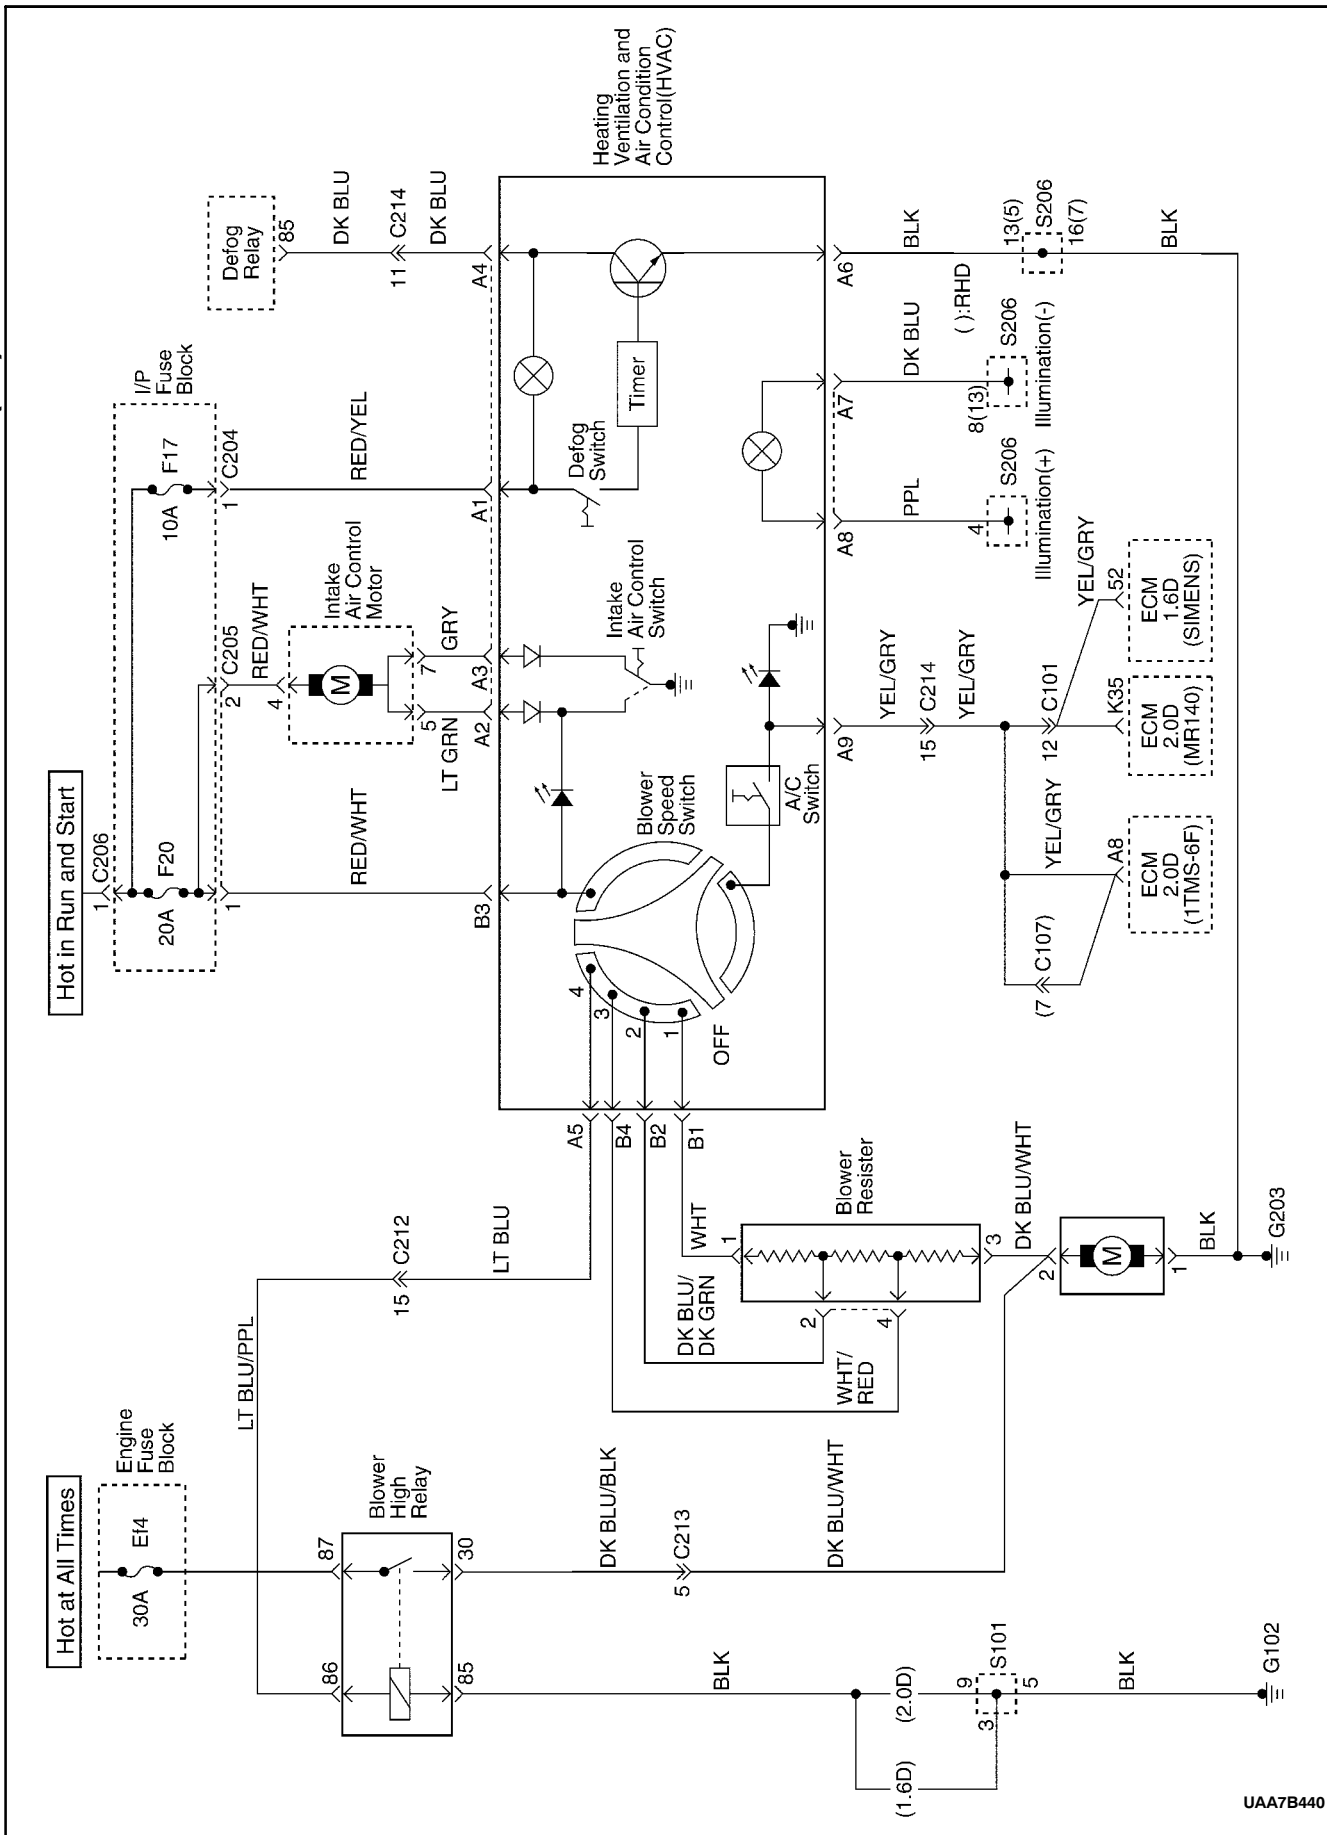 Hot at All Times
Hot in Run and Start
Engine
Fuse
Block
Ef4
30A
C206
1
I/P
Fuse
Block
F20
20A
F17
10A
1
2
C205
1
C204
Defog
Relay
85
DK BLU
11
C214
DK BLU
LT BLU/PPL
RED/WHT
RED/WHT
RED/YEL
4
Intake
Air Control
Motor
M
5
7
LT GRN
GRY
86
87
Blower
High
Relay
85
30
15
C212
LT BLU
B3
A2
A3
A1
A4
Heating
Ventilation and
Air Condition
Control(HVAC)
A5
B4
B2
B1
4
3
2
1
OFF
Blower
Speed
Switch
Intake
Air Control
Switch
Defog
Switch
Timer
A/C
Switch
A9
A8
A7
A6
DK BLU/BLK
5
C213
DK BLU/WHT
BLK
WHT
DK BLU/
DK GRN
WHT/
RED
1
2
4
3
Blower
Resister
DK BLU/WHT
2
M
1
BLK
G203
YEL/GRY
15
C214
YEL/GRY
PPL
DK BLU
BLK
( ):RHD
4
S206
Illumination(+)
8(13)
S206
Illumination(-)
13(5)
S206
16(7)
BLK
12
C101
YEL/GRY
YEL/GRY
(7
C107)
A8
K35
52
ECM
2.0D
(1TMS-6F)
ECM
2.0D
(MR140)
ECM
1.6D
(SIMENS)
(1.6D)
(2.0D)
9
3
S101
5
BLK
G102
UAA7B440